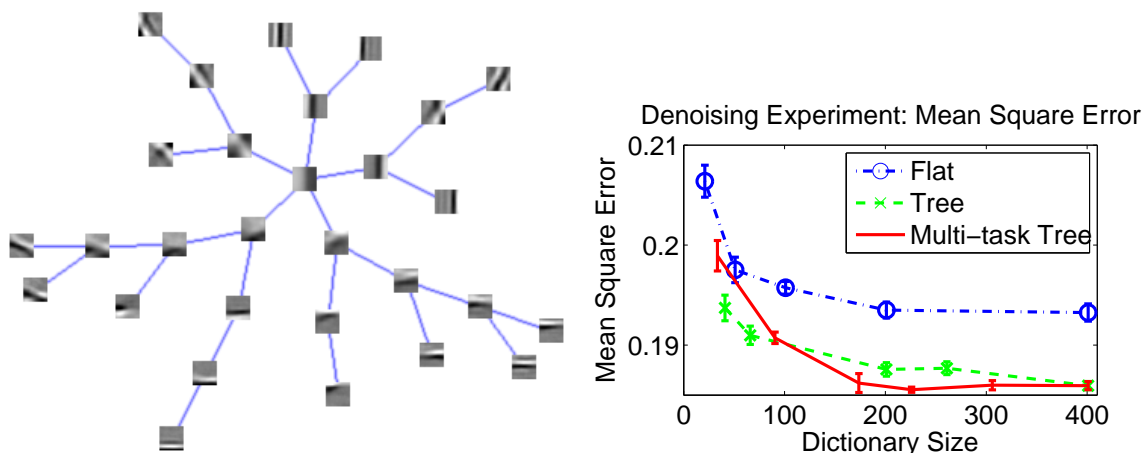 Denoising Experiment: Mean Square Error
0.21
0.2
0.19
Mean Square Error
Flat
Tree
Multi−task Tree
0 100 200 300 400
Dictionary Size